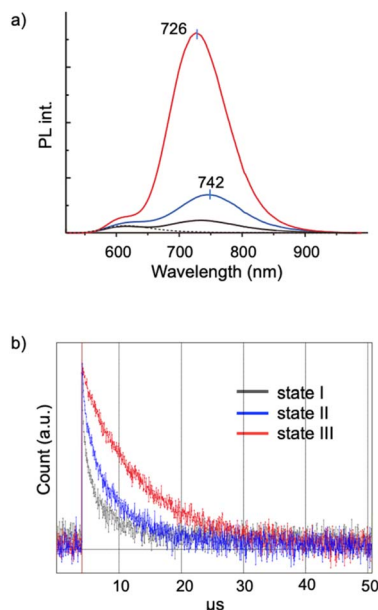 a)
726
PL int.
742
600 700 800 900
Wavelength (nm)
b)
state I
state II
state III
Count (a.u.)
10 20 30 40 50
µs